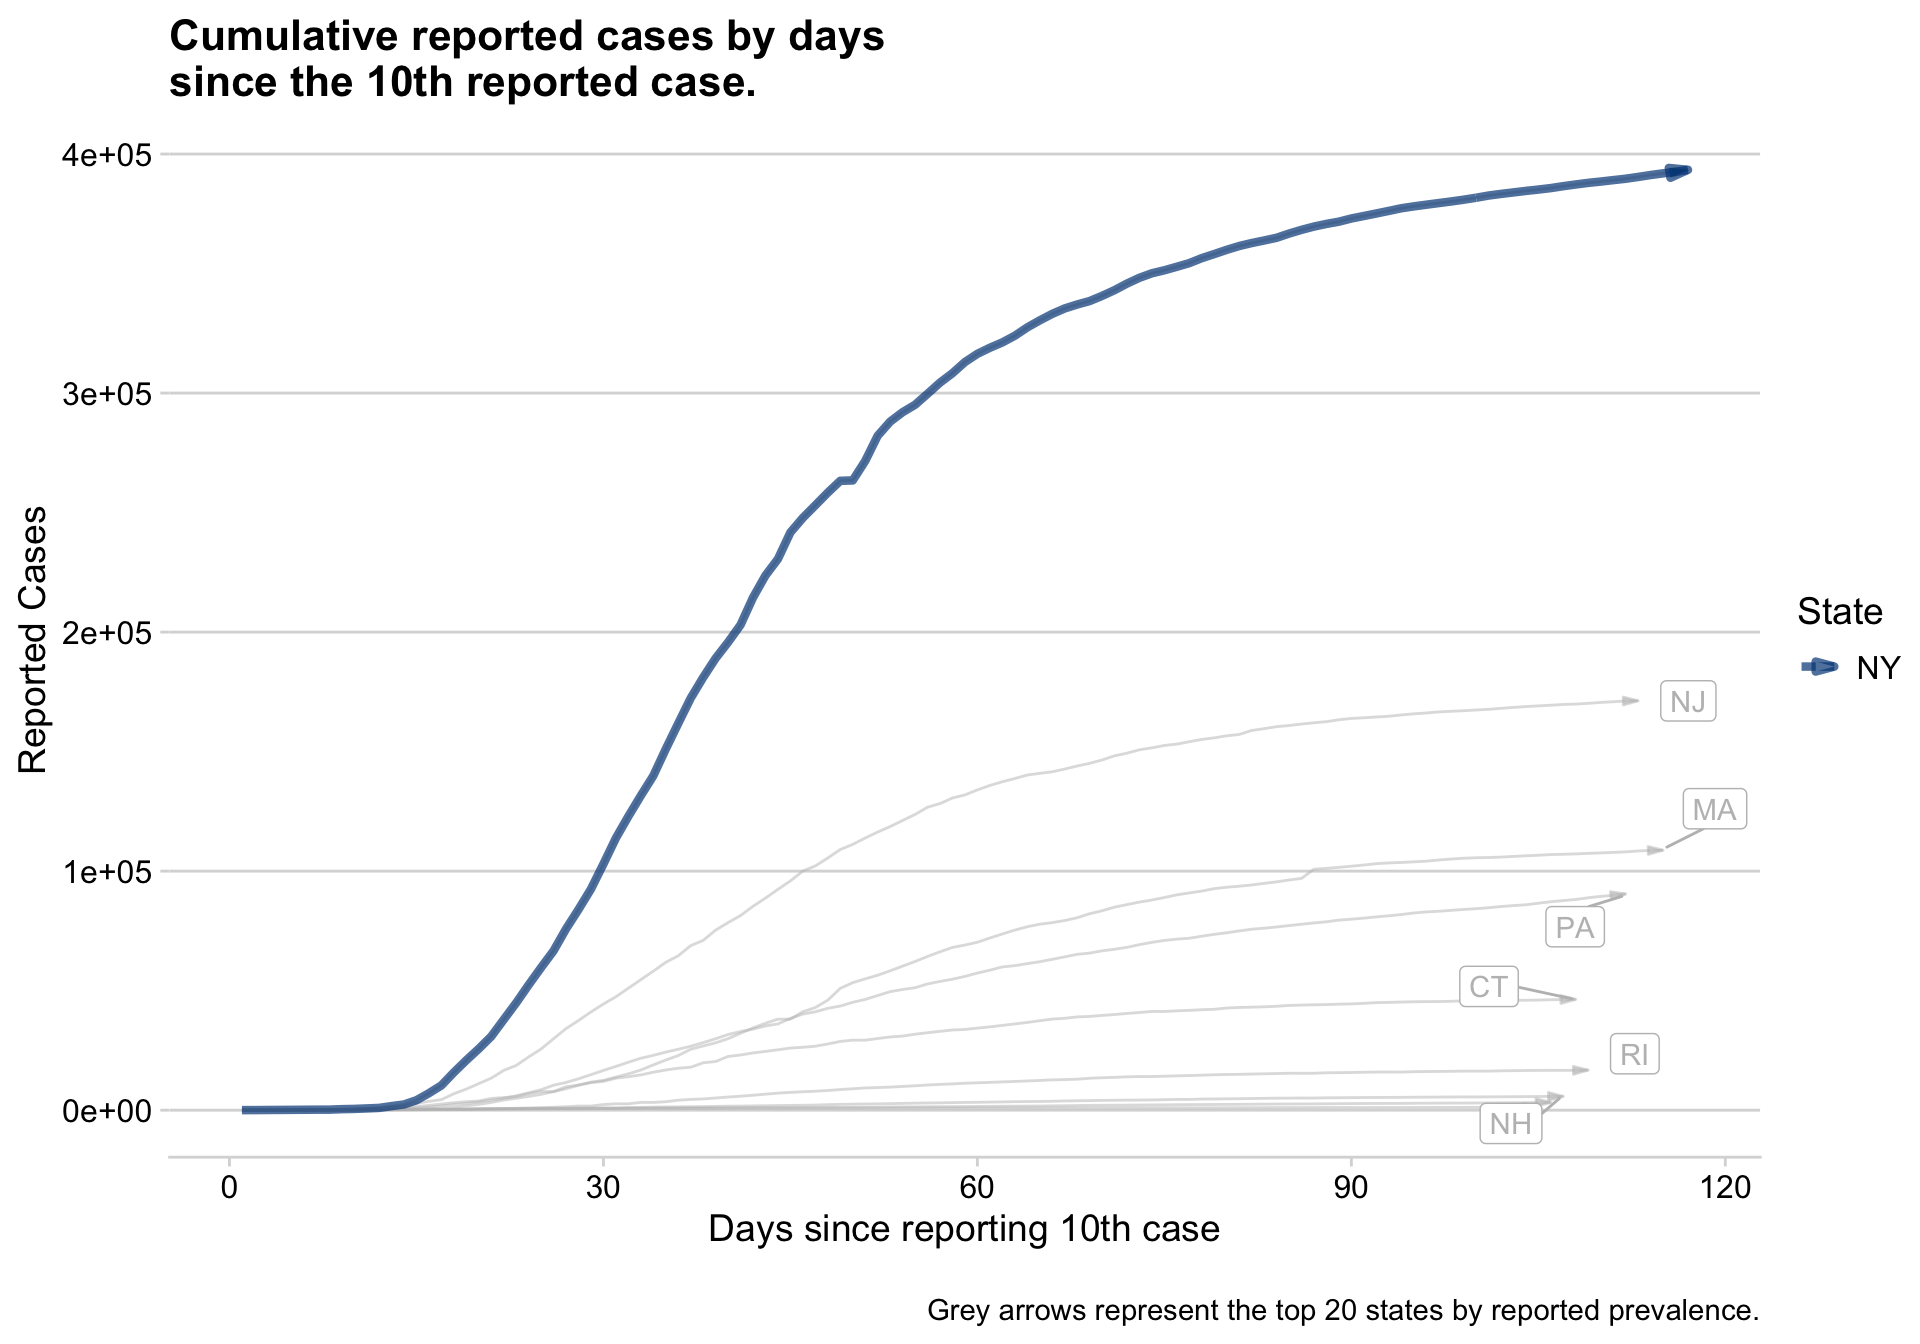 Cumulative reported cases by days
since the 10th reported case.
4e+05
3e+05
2e+05
1e+05
0e+00
Reported Cases
NJ
MA
PA
CT
RI
NH
State
NY
0
30
60
90
120
Days since reporting 10th case
Grey arrows represent the top 20 states by reported prevalence.